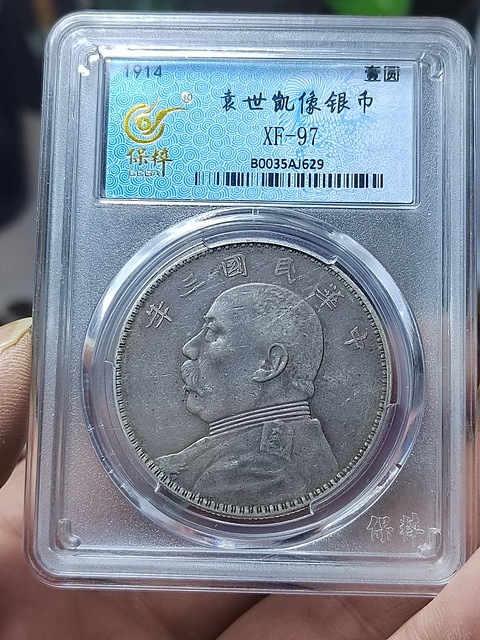 1914 壹圆
袁世凯像银币
XF-97
保粹
B0035AJ629
中華民國三年
保粹